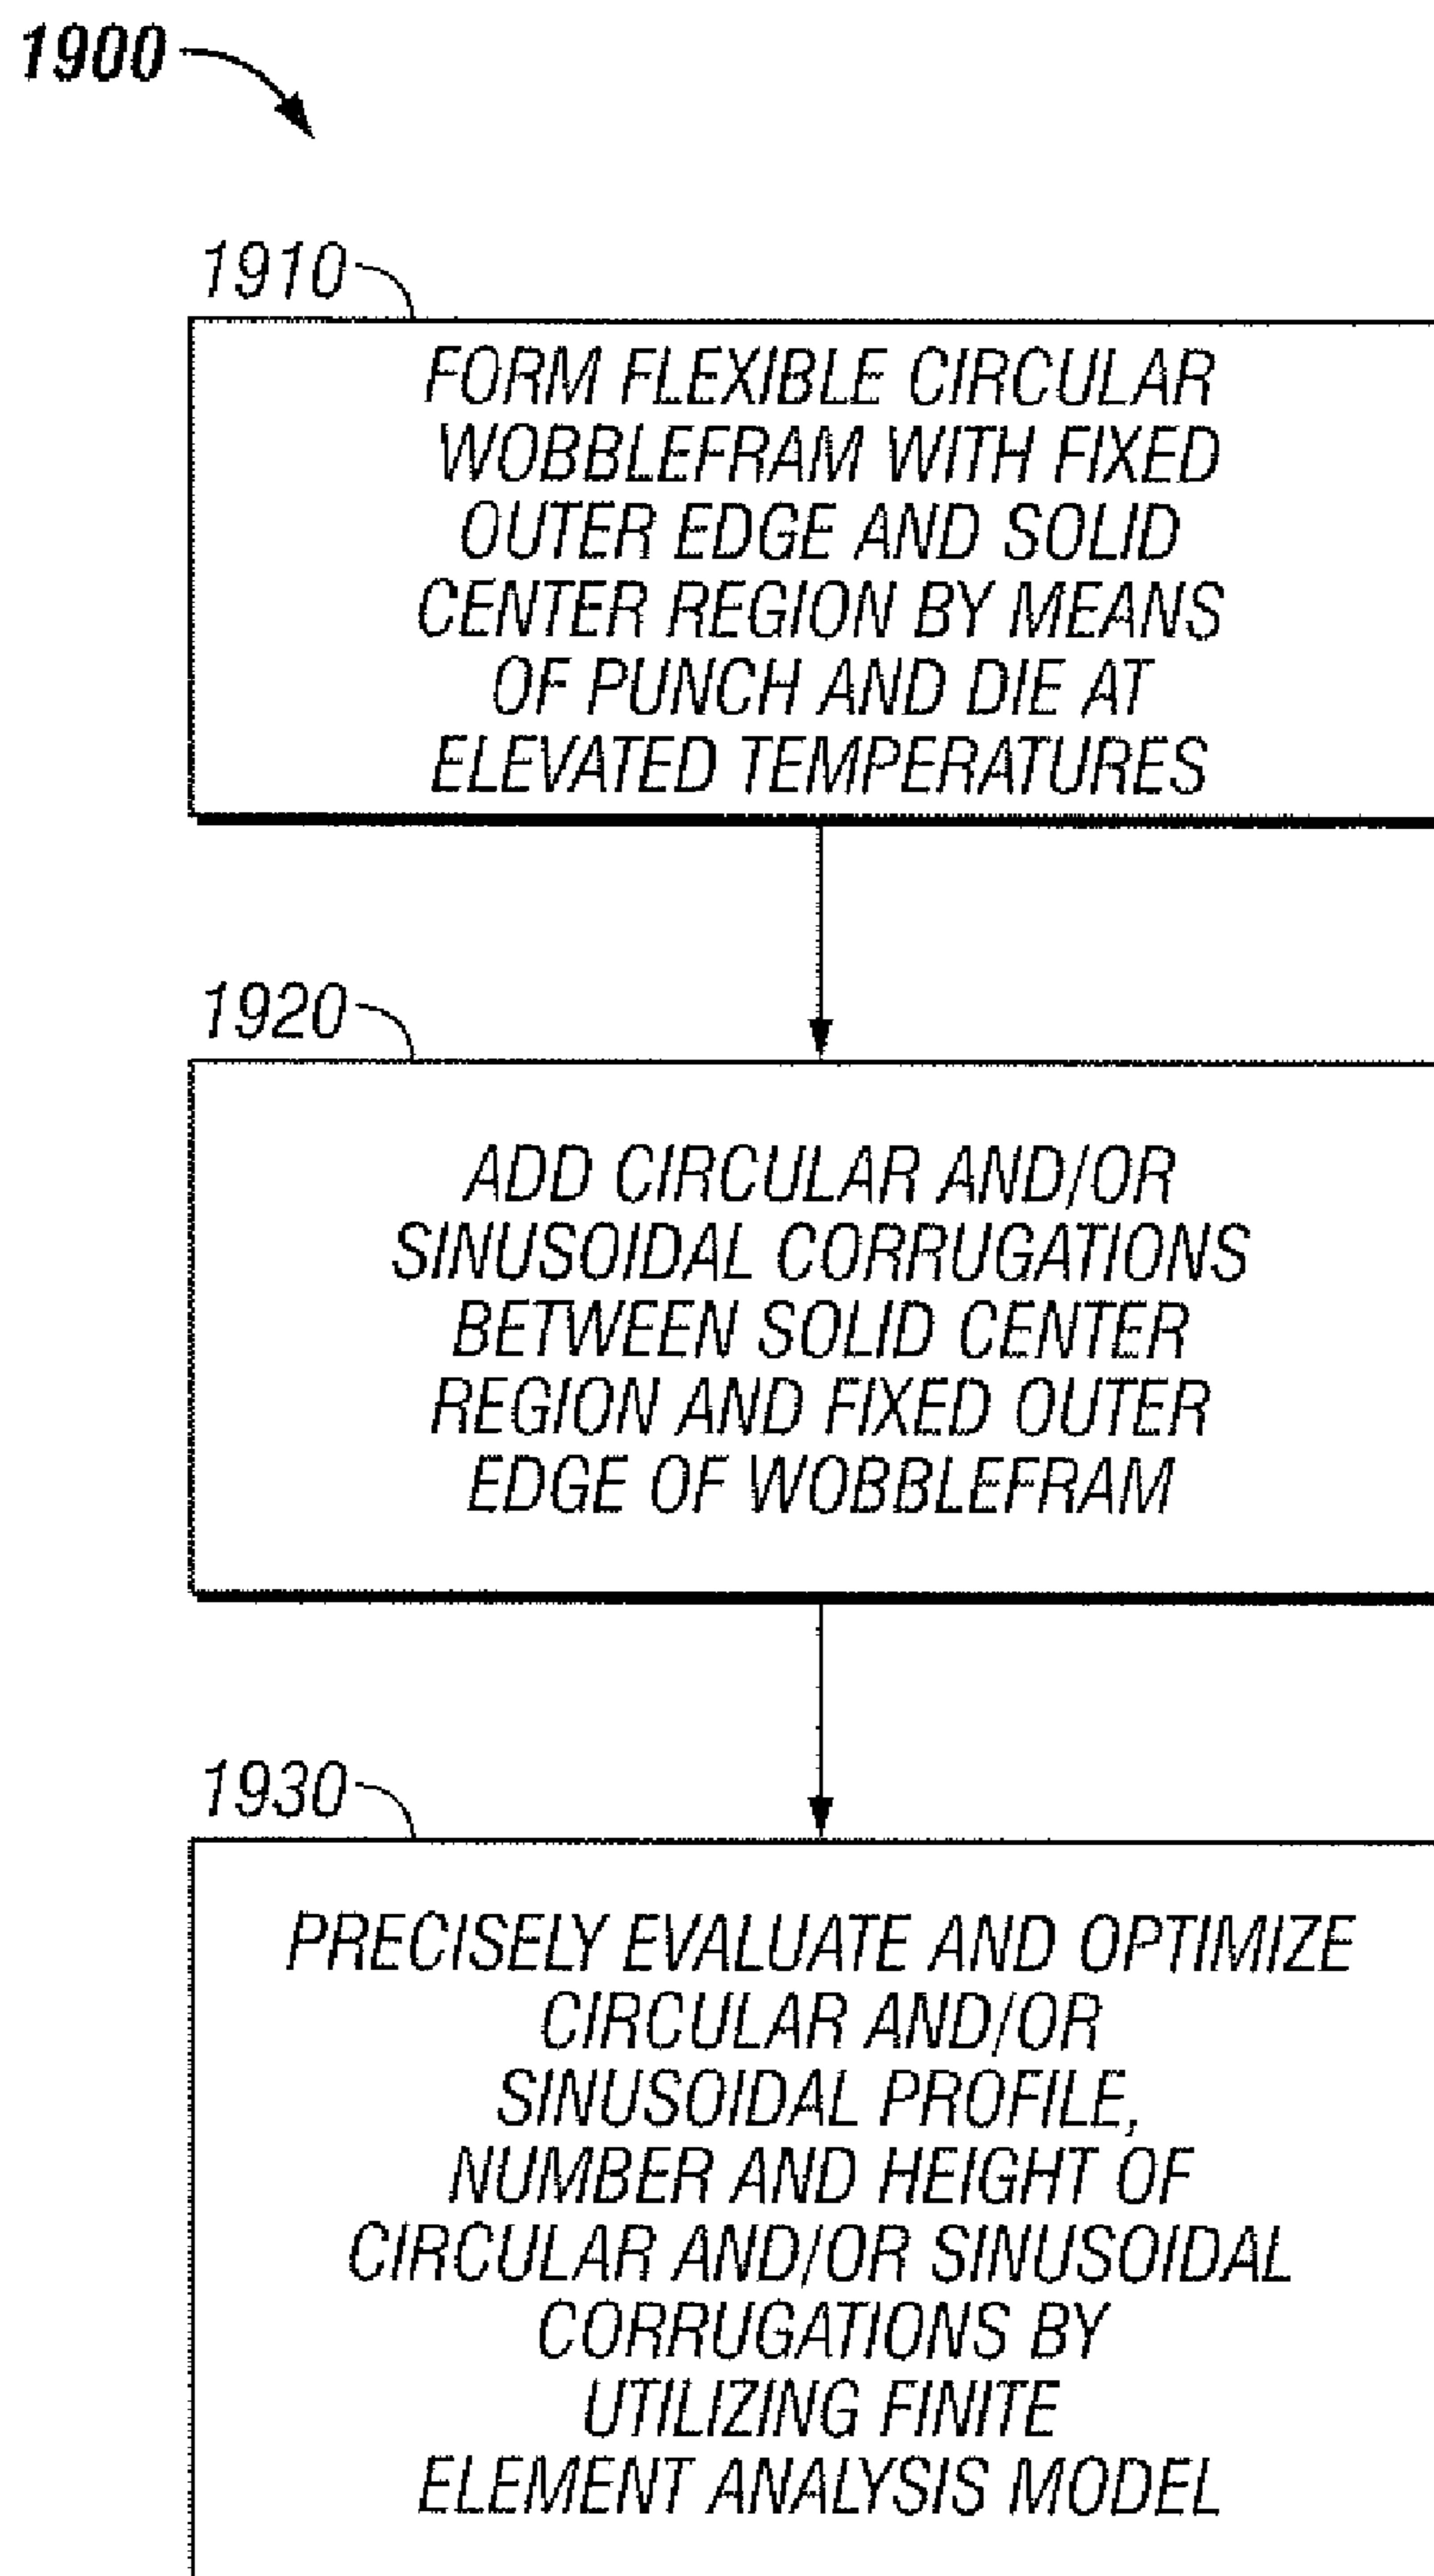 1900
1910
FORM FLEXIBLE CIRCULAR
WOBBLEFRAM WITH FIXED
OUTER EDGE AND SOLID
CENTER REGION BY MEANS
OF PUNCH AND DIE AT
ELEVATED TEMPERATURES
1920
ADD CIRCULAR AND/OR
SINUSOIDAL CORRUGATIONS
BETWEEN SOLID CENTER
REGION AND FIXED OUTER
EDGE OF WOBBLEFRAM
1930
PRECISELY EVALUATE AND OPTIMIZE
CIRCULAR AND/OR
SINUSOIDAL PROFILE,
NUMBER AND HEIGHT OF
CIRCULAR AND/OR SINUSOIDAL
CORRUGATIONS BY
UTILIZING FINITE
ELEMENT ANALYSIS MODEL